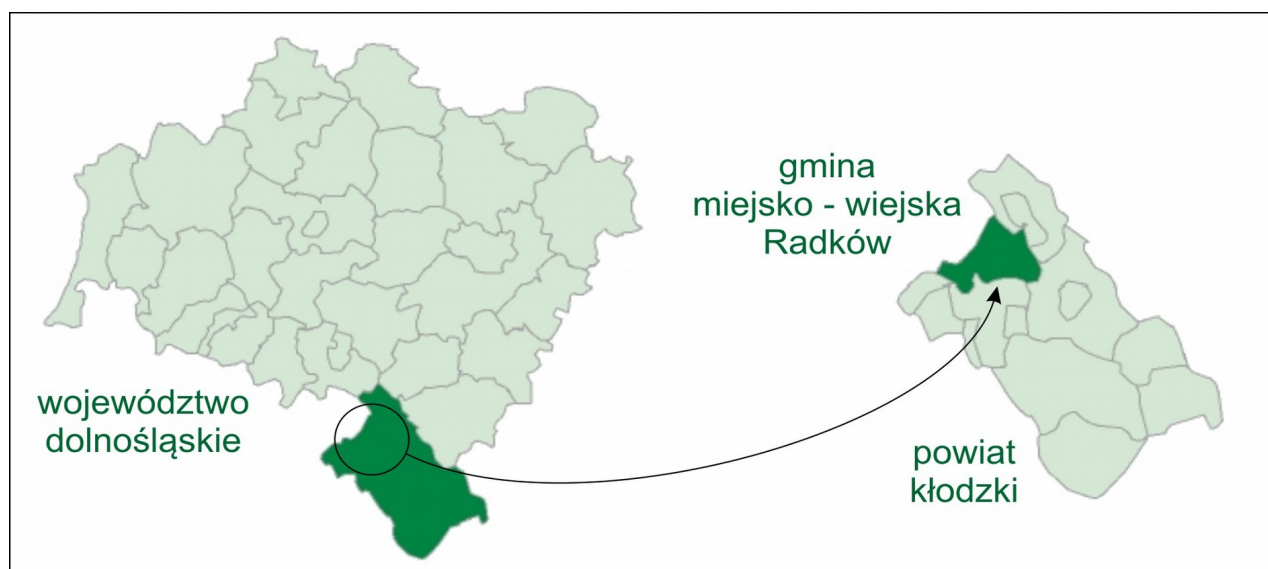 województwo
dolnośląskie
gmina
miejsko - wiejska
Radków
powiat
kłodzki